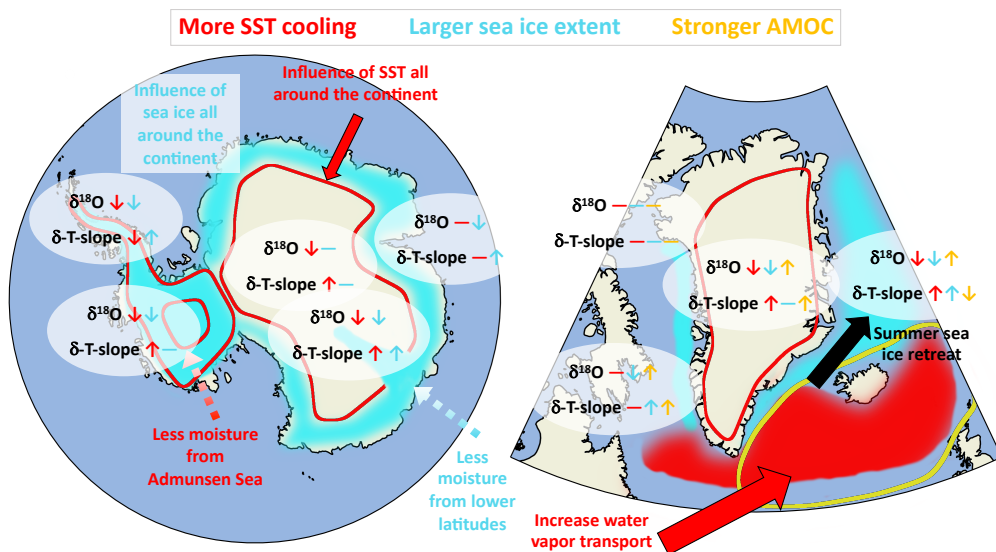 More SST cooling Larger sea ice extent Stronger AMOC
Influence of SST all
around the continent
Influence of
sea ice all
around the
continent
δ¹⁸O ↓ ↓
δ-T-slope ↓ ↑
δ¹⁸O ↓ –
δ-T-slope ↑ –
δ¹⁸O – ↓
δ-T-slope – ↑
δ¹⁸O ↓ ↓
δ-T-slope ↑ –
δ¹⁸O ↓ ↓
δ-T-slope ↑ ↑
Less moisture
from
Admunsen Sea
Less
moisture
from lower
latitudes
δ¹⁸O – – –
δ-T-slope – – –
δ¹⁸O ↓ ↓ ↑
δ-T-slope ↑ – ↑
δ¹⁸O ↓ ↓ ↑
δ-T-slope ↑ ↑ ↓
Summer sea
ice retreat
δ¹⁸O – ↓ ↑
δ-T-slope – ↑ ↑
Increase water
vapor transport